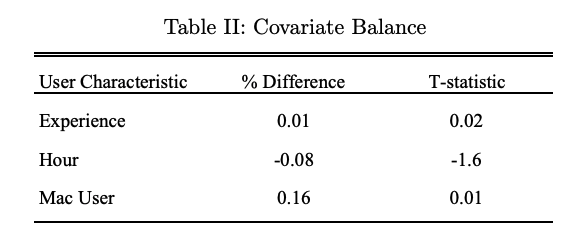 Table II: Covariate Balance
User Characteristic % Difference T-statistic
Experience 0.01 0.02
Hour -0.08 -1.6
Mac User 0.16 0.01